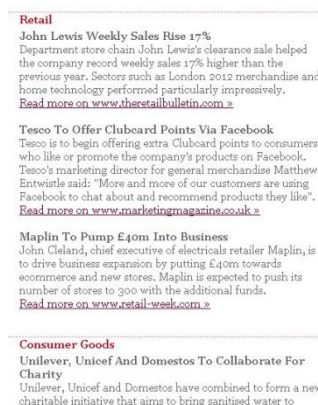 Retail
John Lewis Weekly Sales Rise 17%
Department store chain John Lewis's clearance sale helped
the company record weekly sales 17% higher than the
previous year. Sectors such as London 2012 merchandise and
home technology performed particularly impressively.
Read more on www.theretailbulletin.com »
Tesco To Offer Clubcard Points Via Facebook
Tesco is to begin offering extra Clubcard points to consumers
who like or promote the company's products on Facebook.
Tesco's marketing director for general merchandise Matthew
Entwistle said: "More and more of our customers are using
Facebook to chat about and recommend products they like".
Read more on www.marketingmagazine.co.uk »
Maplin To Pump £40m Into Business
John Cleland, chief executive of electricals retailer Maplin, is
to drive business expansion by putting £40m towards
ecommerce and new stores. Maplin is expected to push its
number of stores to 300 with the additional funds.
Read more on www.retail-week.com »
Consumer Goods
Unilever, Unicef And Domestos To Collaborate For
Charity
Unilever, Unicef and Domestos have combined to form a new
charitable initiative that aims to bring sanitised water to